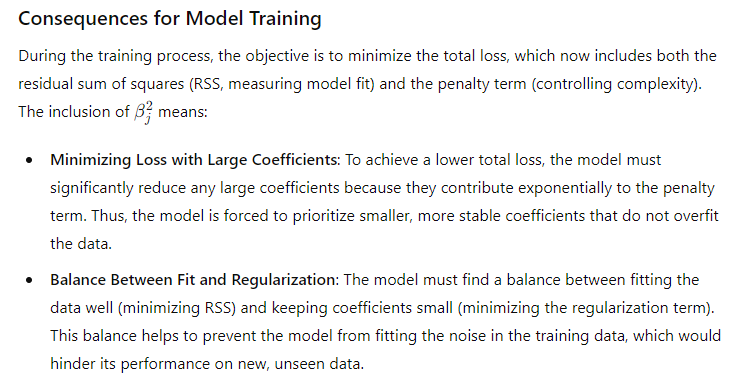 Consequences for Model Training
During the training process, the objective is to minimize the total loss, which now includes both the
residual sum of squares (RSS, measuring model fit) and the penalty term (controlling complexity).
The inclusion of β²ⱼ means:
• Minimizing Loss with Large Coefficients: To achieve a lower total loss, the model must
significantly reduce any large coefficients because they contribute exponentially to the penalty
term. Thus, the model is forced to prioritize smaller, more stable coefficients that do not overfit
the data.
• Balance Between Fit and Regularization: The model must find a balance between fitting the
data well (minimizing RSS) and keeping coefficients small (minimizing the regularization term).
This balance helps to prevent the model from fitting the noise in the training data, which would
hinder its performance on new, unseen data.